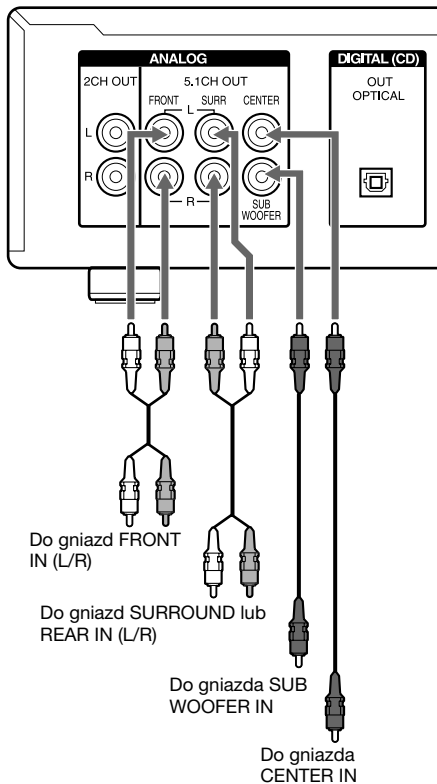 ANALOG
DIGITAL (CD)
2CH OUT
5.1CH OUT
OUT
OPTICAL
FRONT
SURR
CENTER
L
L
R
R
SUB
WOOFER
Do gniazd FRONT
IN (L/R)
Do gniazd SURROUND lub
REAR IN (L/R)
Do gniazda SUB
WOOFER IN
Do gniazda
CENTER IN